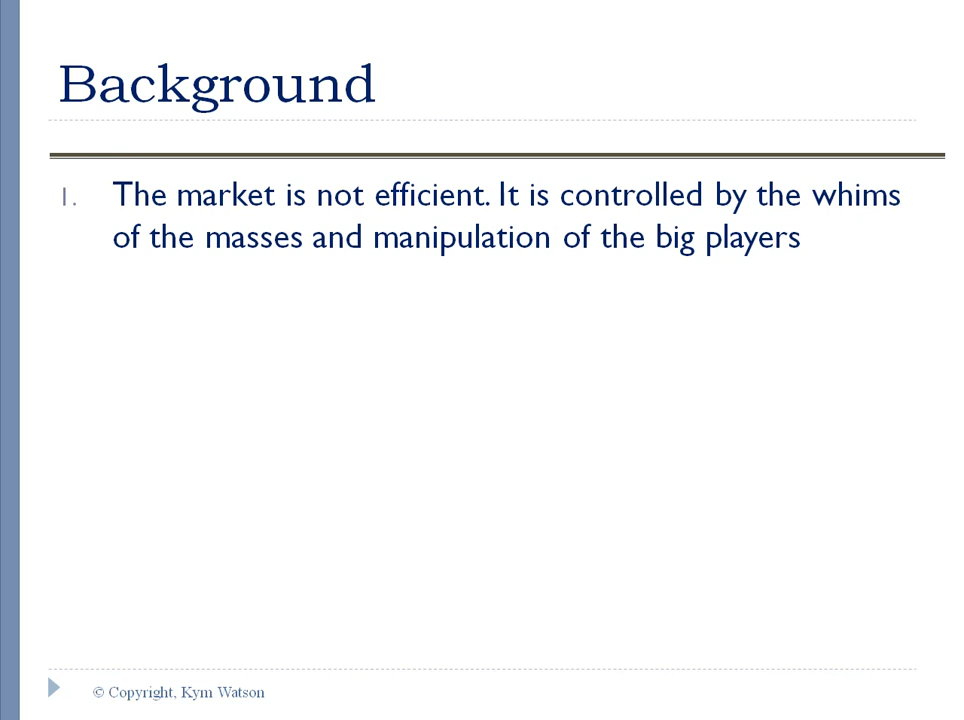 Background
1. The market is not efficient. It is controlled by the whims
of the masses and manipulation of the big players
© Copyright, Kym Watson